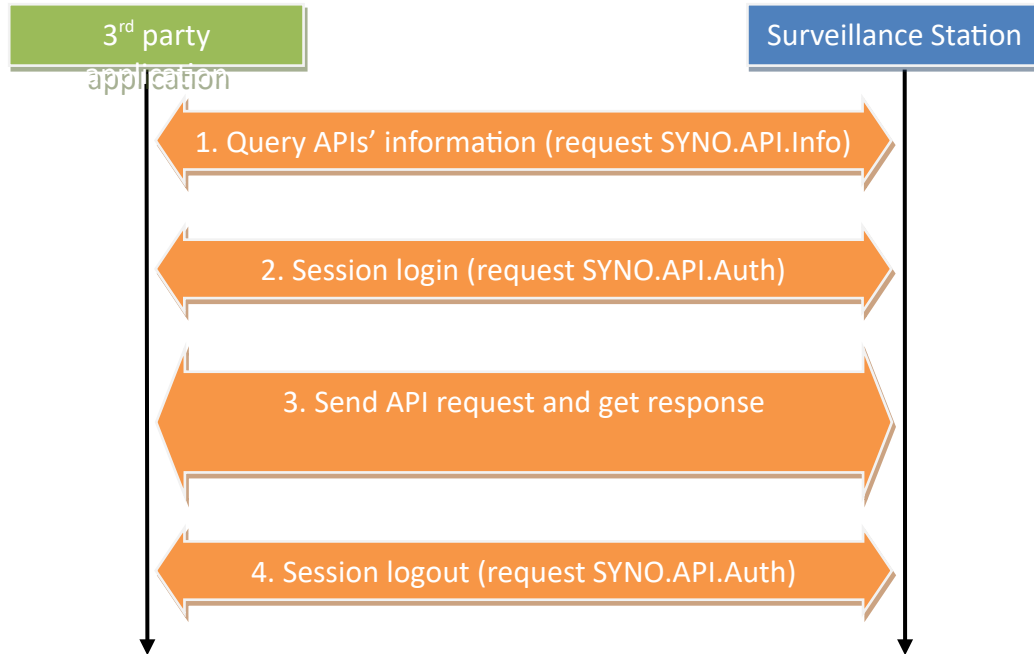 3rd party
application
Surveillance Station
1. Query APIs’ information (request SYNO.API.Info)
2. Session login (request SYNO.API.Auth)
3. Send API request and get response
4. Session logout (request SYNO.API.Auth)